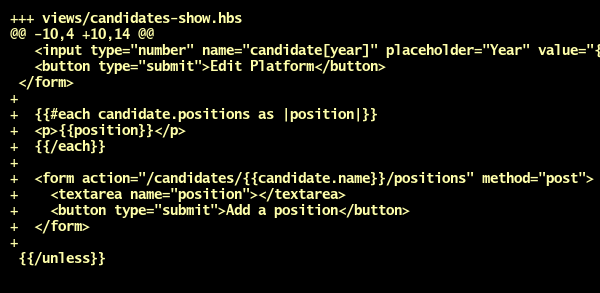 +++ views/candidates-show.hbs
@@ -10,4 +10,14 @@
   <input type="number" name="candidate[year]" placeholder="Year" value="{
   <button type="submit">Edit Platform</button>
 </form>
+
+  {{#each candidate.positions as |position|}}
+  <p>{{position}}</p>
+  {{/each}}
+
+  <form action="/candidates/{{candidate.name}}/positions" method="post">
+    <textarea name="position"></textarea>
+    <button type="submit">Add a position</button>
+  </form>
+
 {{/unless}}